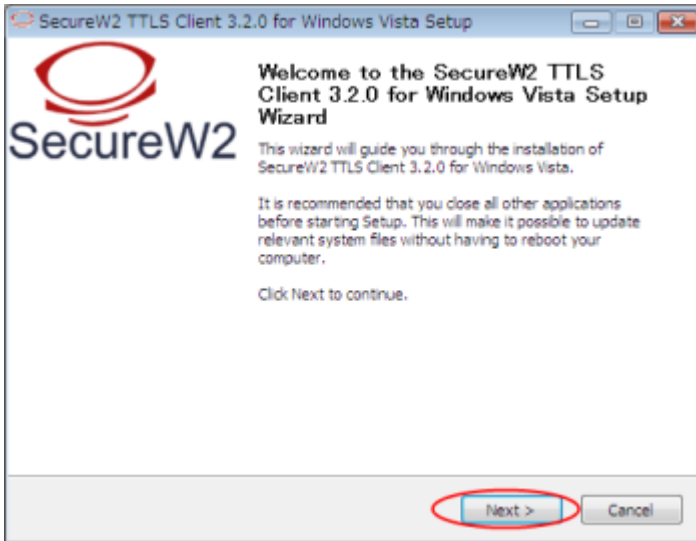 SecureW2 TTLS Client 3.2.0 for Windows Vista Setup
SecureW2
Welcome to the SecureW2 TTLS
Client 3.2.0 for Windows Vista Setup
Wizard
This wizard will guide you through the installation of
SecureW2 TTLS Client 3.2.0 for Windows Vista.
It is recommended that you close all other applications
before starting Setup. This will make it possible to update
relevant system files without having to reboot your
computer.
Click Next to continue.
Next >
Cancel